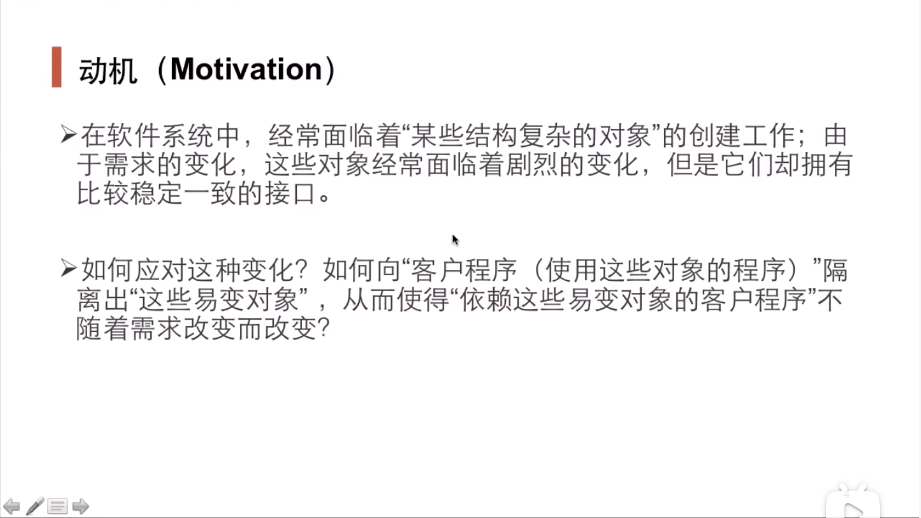 动机（Motivation）
➢在软件系统中，经常面临着“某些结构复杂的对象”的创建工作；由
于需求的变化，这些对象经常面临着剧烈的变化，但是它们却拥有
比较稳定一致的接口。
➢如何应对这种变化？如何向“客户程序（使用这些对象的程序）”隔
离出“这些易变对象”，从而使得“依赖这些易变对象的客户程序”不
随着需求改变而改变？